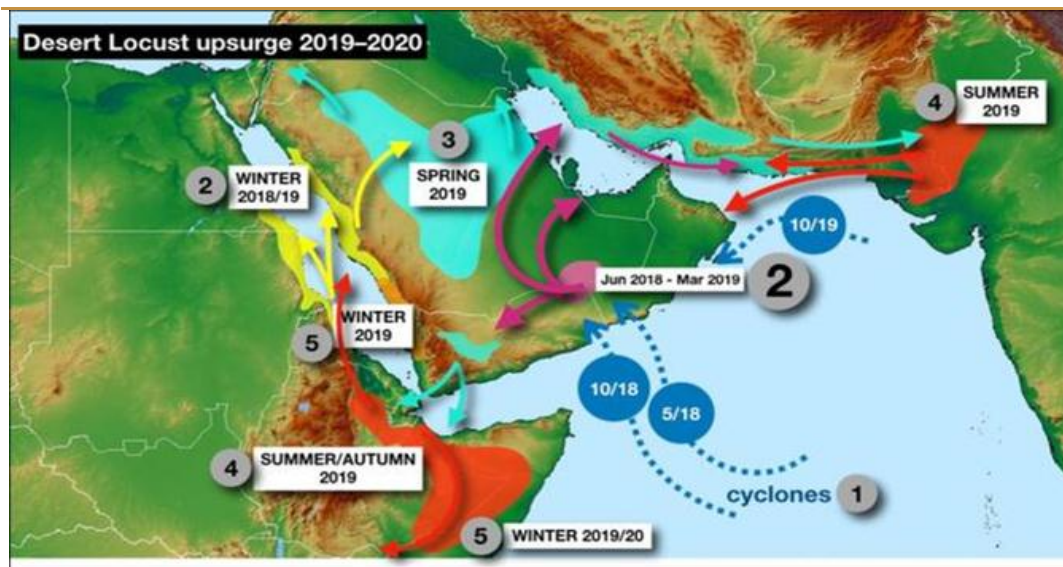 Desert Locust upsurge 2019–2020
4
SUMMER
2019
3
SPRING
2019
2
WINTER
2018/19
10/19
Jun 2018 - Mar 2019
2
5
WINTER
2019
10/18
5/18
4
SUMMER/AUTUMN
2019
cyclones
1
5
WINTER 2019/20